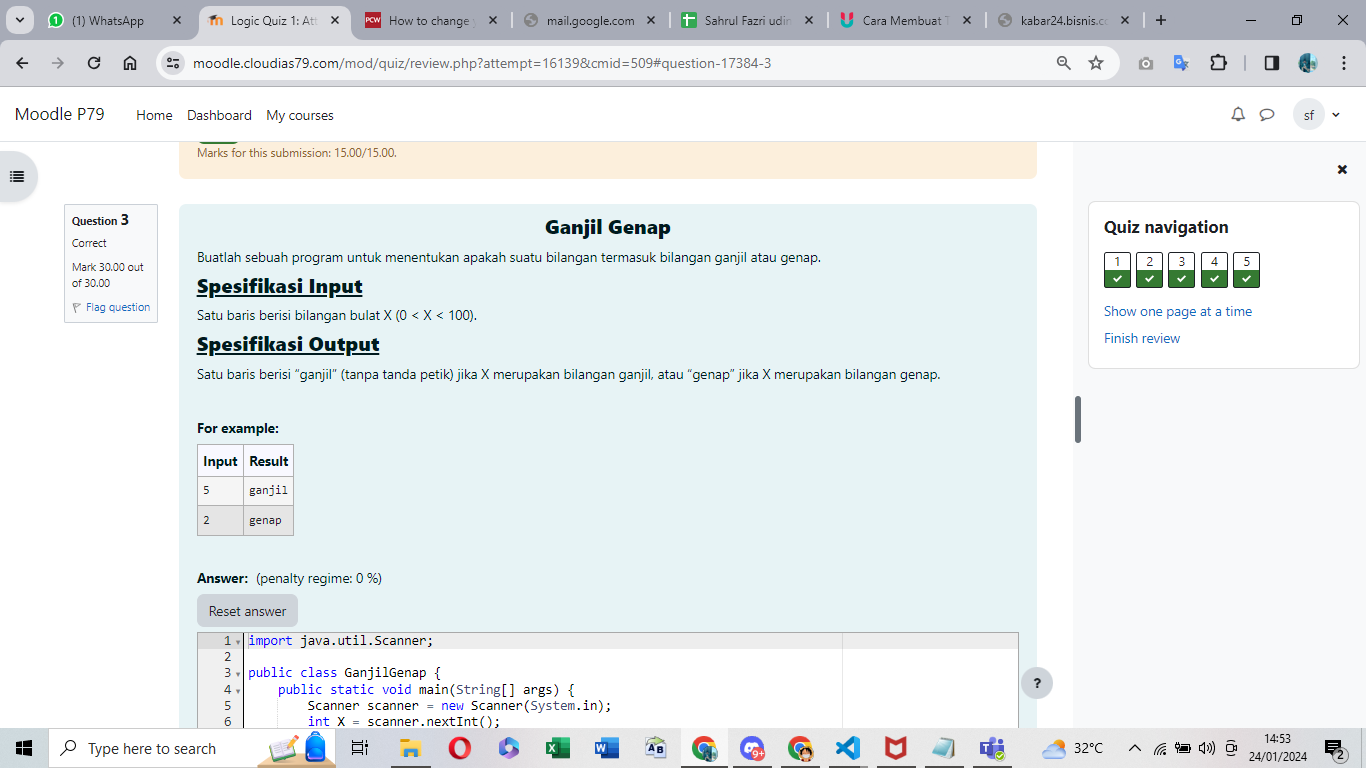 (1) WhatsApp
Logic Quiz 1: Att
PCW How to change y
mail.google.com
Sahrul Fazri udin
Cara Membuat T
kabar24.bisnis.co
moodle.cloudias79.com/mod/quiz/review.php?attempt=16139&cmid=509#question-17384-3
Moodle P79
Home
Dashboard
My courses
sf
Marks for this submission: 15.00/15.00.
Question 3
Correct
Mark 30.00 out
of 30.00
Flag question
Ganjil Genap
Buatlah sebuah program untuk menentukan apakah suatu bilangan termasuk bilangan ganjil atau genap.
Spesifikasi Input
Satu baris berisi bilangan bulat X (0 < X < 100).
Spesifikasi Output
Satu baris berisi “ganjil” (tanpa tanda petik) jika X merupakan bilangan ganjil, atau “genap” jika X merupakan bilangan genap.
For example:
Input Result
5 ganjil
2 genap
Answer: (penalty regime: 0 %)
Reset answer
1 import java.util.Scanner;
2
3 public class GanjilGenap {
4 public static void main(String[] args) {
5 Scanner scanner = new Scanner(System.in);
6 int X = scanner.nextInt();
?
Quiz navigation
1 2 3 4 5
Show one page at a time
Finish review
Type here to search
9+
32°C
14:53
24/01/2024
2